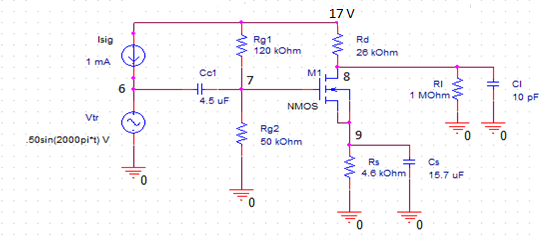 17 V
Isig
1 mA
Rg1
120 kOhm
Rd
26 kOhm
6
Cc1
4.5 uF
7
M1
8
NMOS
Rl
1 MOhm
Cl
10 pF
Vtr
.50sin(2000pi*t) V
Rg2
50 kOhm
9
0
0
Rs
4.6 kOhm
Cs
15.7 uF
0
0
0
0